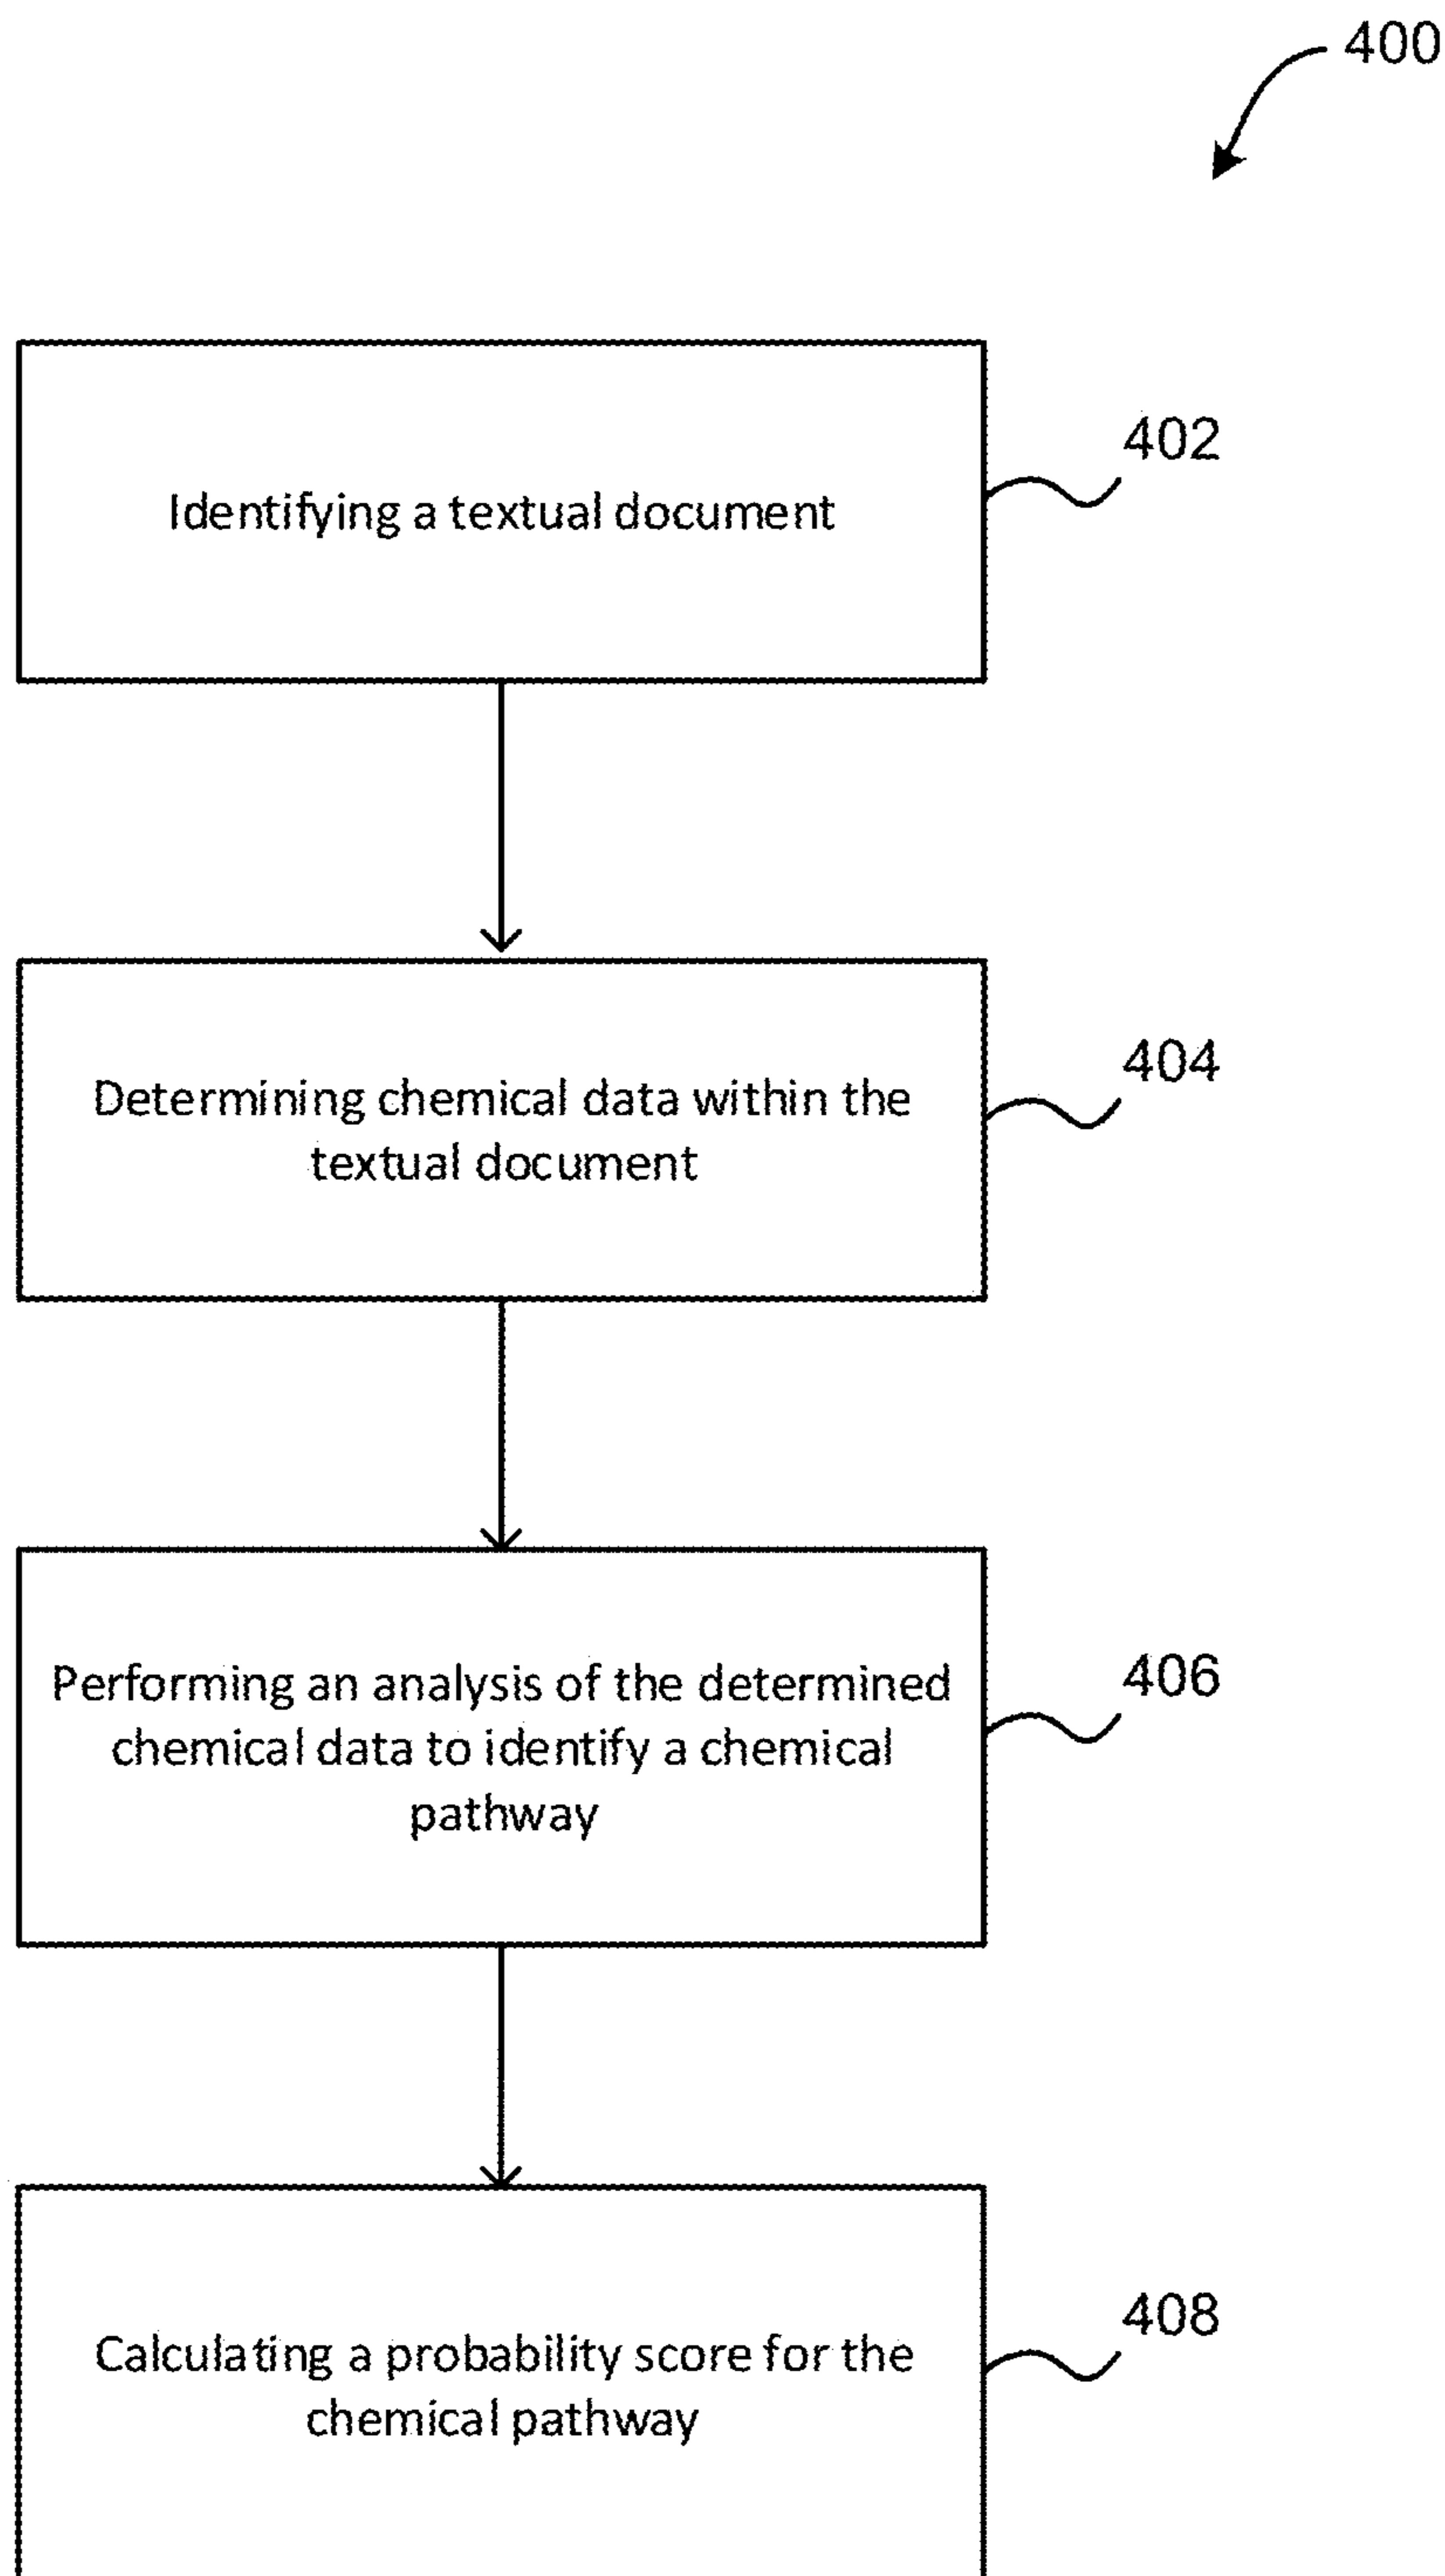 400
Identifying a textual document
402
Determining chemical data within the
textual document
404
Performing an analysis of the determined
chemical data to identify a chemical
pathway
406
Calculating a probability score for the
chemical pathway
408